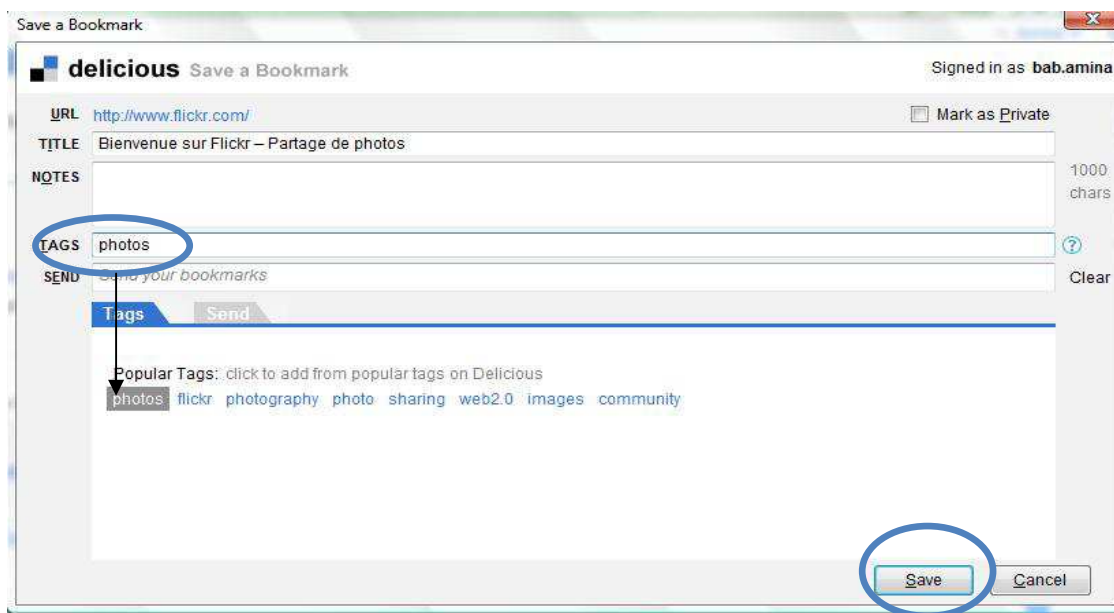 Save a Bookmark
delicious Save a Bookmark Signed in as bab.amina
URL http://www.flickr.com/ Mark as Private
TITLE Bienvenue sur Flickr – Partage de photos
NOTES 1000 chars
TAGS photos ?
SEND Send your bookmarks Clear
Tags Send
Popular Tags: click to add from popular tags on Delicious
photos flickr photography photo sharing web2.0 images community
Save Cancel